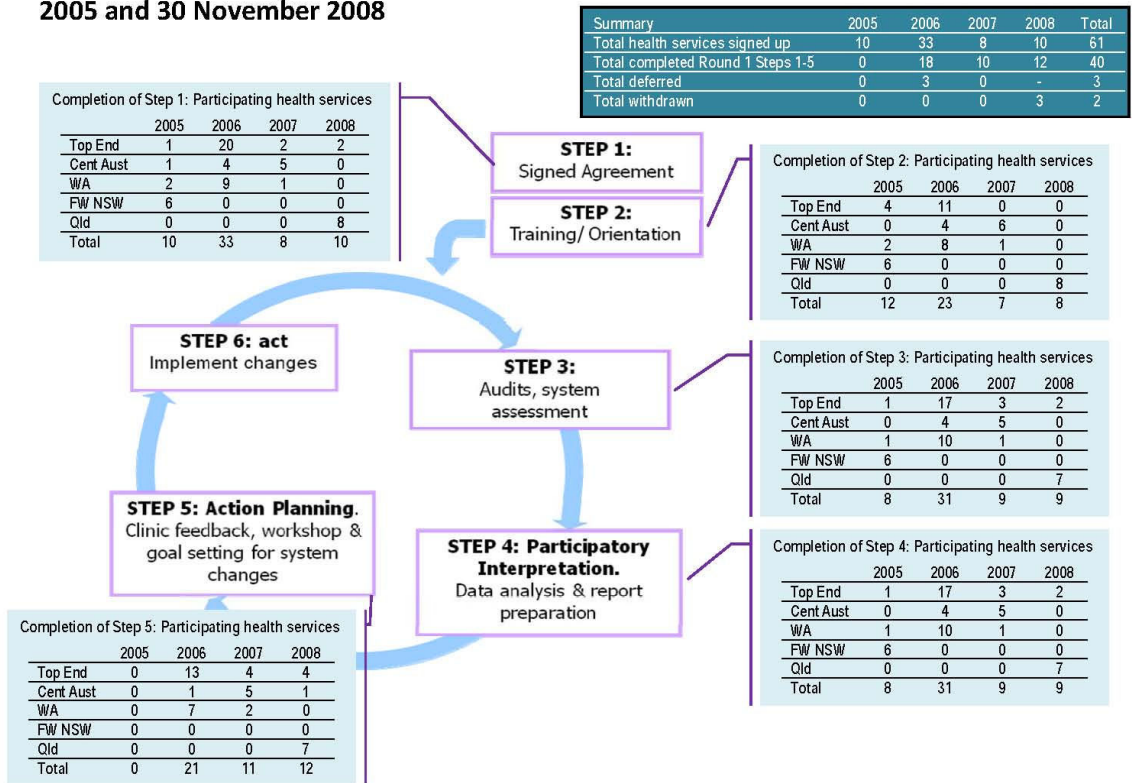 2005 and 30 November 2008
Summary 2005 2006 2007 2008 Total
Total health services signed up 10 33 8 10 61
Total completed Round 1 Steps 1-5 0 18 10 12 40
Total deferred 0 3 0 - 3
Total withdrawn 0 0 0 3 2
Completion of Step 1: Participating health services
2005 2006 2007 2008
Top End 1 20 2 2
Cent Aust 1 4 5 0
WA 2 9 1 0
FW NSW 6 0 0 0
Qld 0 0 0 8
Total 10 33 8 10
STEP 1:
Signed Agreement
STEP 2:
Training/ Orientation
Completion of Step 2: Participating health services
2005 2006 2007 2008
Top End 4 11 0 0
Cent Aust 0 4 6 0
WA 2 8 1 0
FW NSW 6 0 0 0
Qld 0 0 0 8
Total 12 23 7 8
STEP 6: act
Implement changes
STEP 3:
Audits, system
assessment
Completion of Step 3: Participating health services
2005 2006 2007 2008
Top End 1 17 3 2
Cent Aust 0 4 5 0
WA 1 10 1 0
FW NSW 6 0 0 0
Qld 0 0 0 7
Total 8 31 9 9
STEP 5: Action Planning.
Clinic feedback, workshop &
goal setting for system
changes
STEP 4: Participatory
Interpretation.
Data analysis & report
preparation
Completion of Step 4: Participating health services
2005 2006 2007 2008
Top End 1 17 3 2
Cent Aust 0 4 5 0
WA 1 10 1 0
FW NSW 6 0 0 0
Qld 0 0 0 7
Total 8 31 9 9
Completion of Step 5: Participating health services
2005 2006 2007 2008
Top End 0 13 4 4
Cent Aust 0 1 5 1
WA 0 7 2 0
FW NSW 0 0 0 0
Qld 0 0 0 7
Total 0 21 11 12